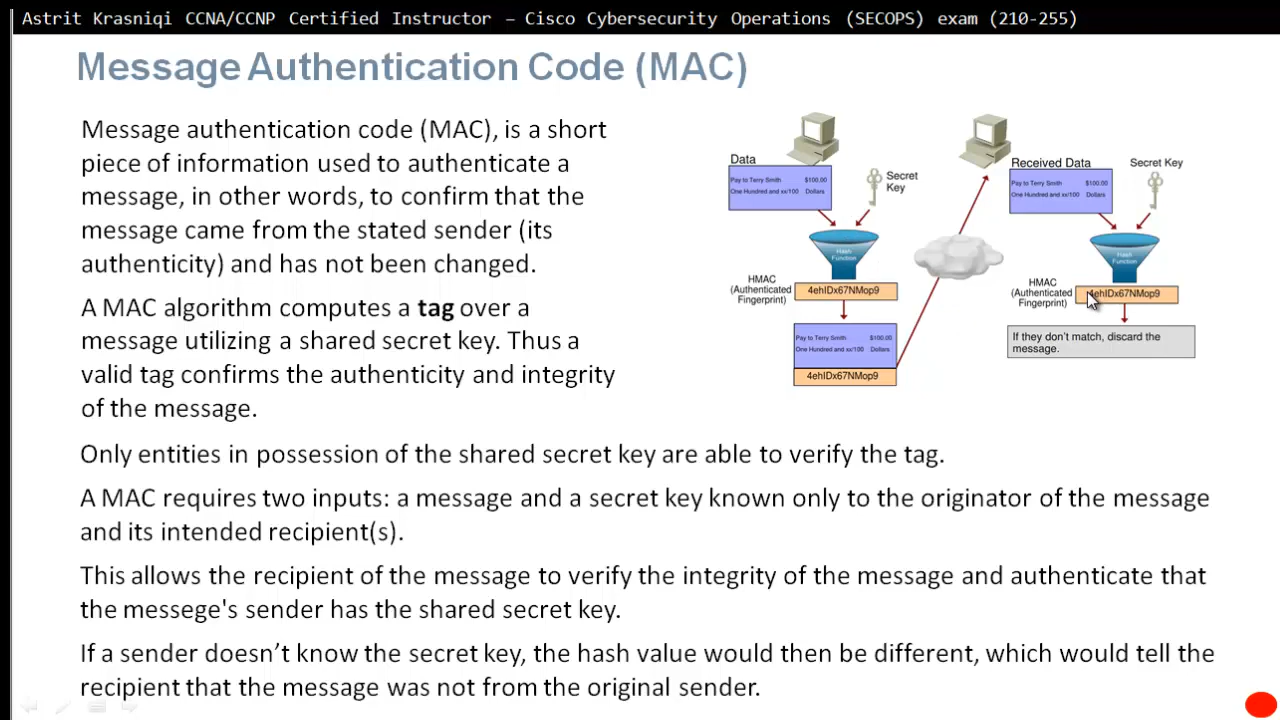 Astrit Krasniqi CCNA/CCNP Certified Instructor – Cisco Cybersecurity Operations (SECOPS) exam (210-255)
Message Authentication Code (MAC)
Message authentication code (MAC), is a short
piece of information used to authenticate a
message, in other words, to confirm that the
message came from the stated sender (its
authenticity) and has not been changed.
A MAC algorithm computes a tag over a
message utilizing a shared secret key. Thus a
valid tag confirms the authenticity and integrity
of the message.
Only entities in possession of the shared secret key are able to verify the tag.
A MAC requires two inputs: a message and a secret key known only to the originator of the message
and its intended recipient(s).
This allows the recipient of the message to verify the integrity of the message and authenticate that
the messege's sender has the shared secret key.
If a sender doesn’t know the secret key, the hash value would then be different, which would tell the
recipient that the message was not from the original sender.
Data
Pay to Terry Smith $100.00
One Hundred and xx/100 Dollars
Secret
Key
Hash
Function
HMAC
(Authenticated
Fingerprint)
4ehIDx67NMop9
Pay to Terry Smith $100.00
One Hundred and xx/100 Dollars
4ehIDx67NMop9
Received Data
Pay to Terry Smith $100.00
One Hundred and xx/100 Dollars
Secret Key
Hash
Function
HMAC
(Authenticated
Fingerprint)
4ehIDx67NMop9
If they don’t match, discard the
message.